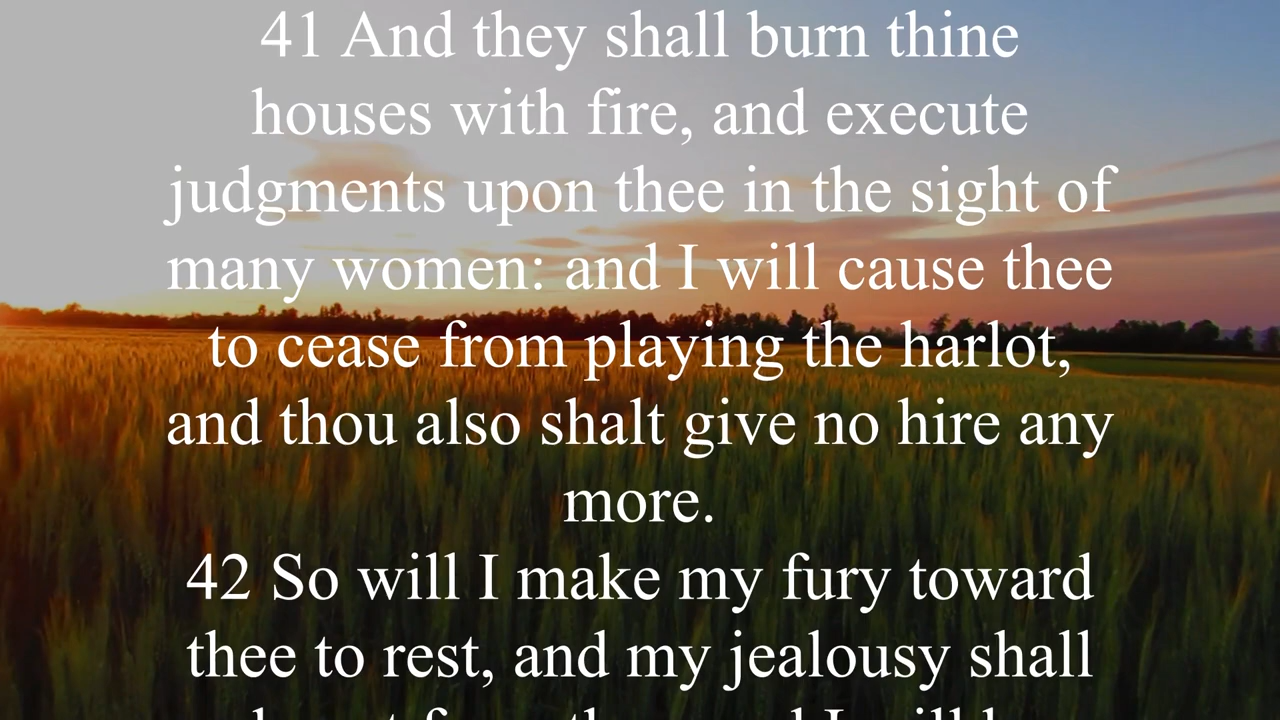 41 And they shall burn thine
houses with fire, and execute
judgments upon thee in the sight of
many women: and I will cause thee
to cease from playing the harlot,
and thou also shalt give no hire any
more.
42 So will I make my fury toward
thee to rest, and my jealousy shall